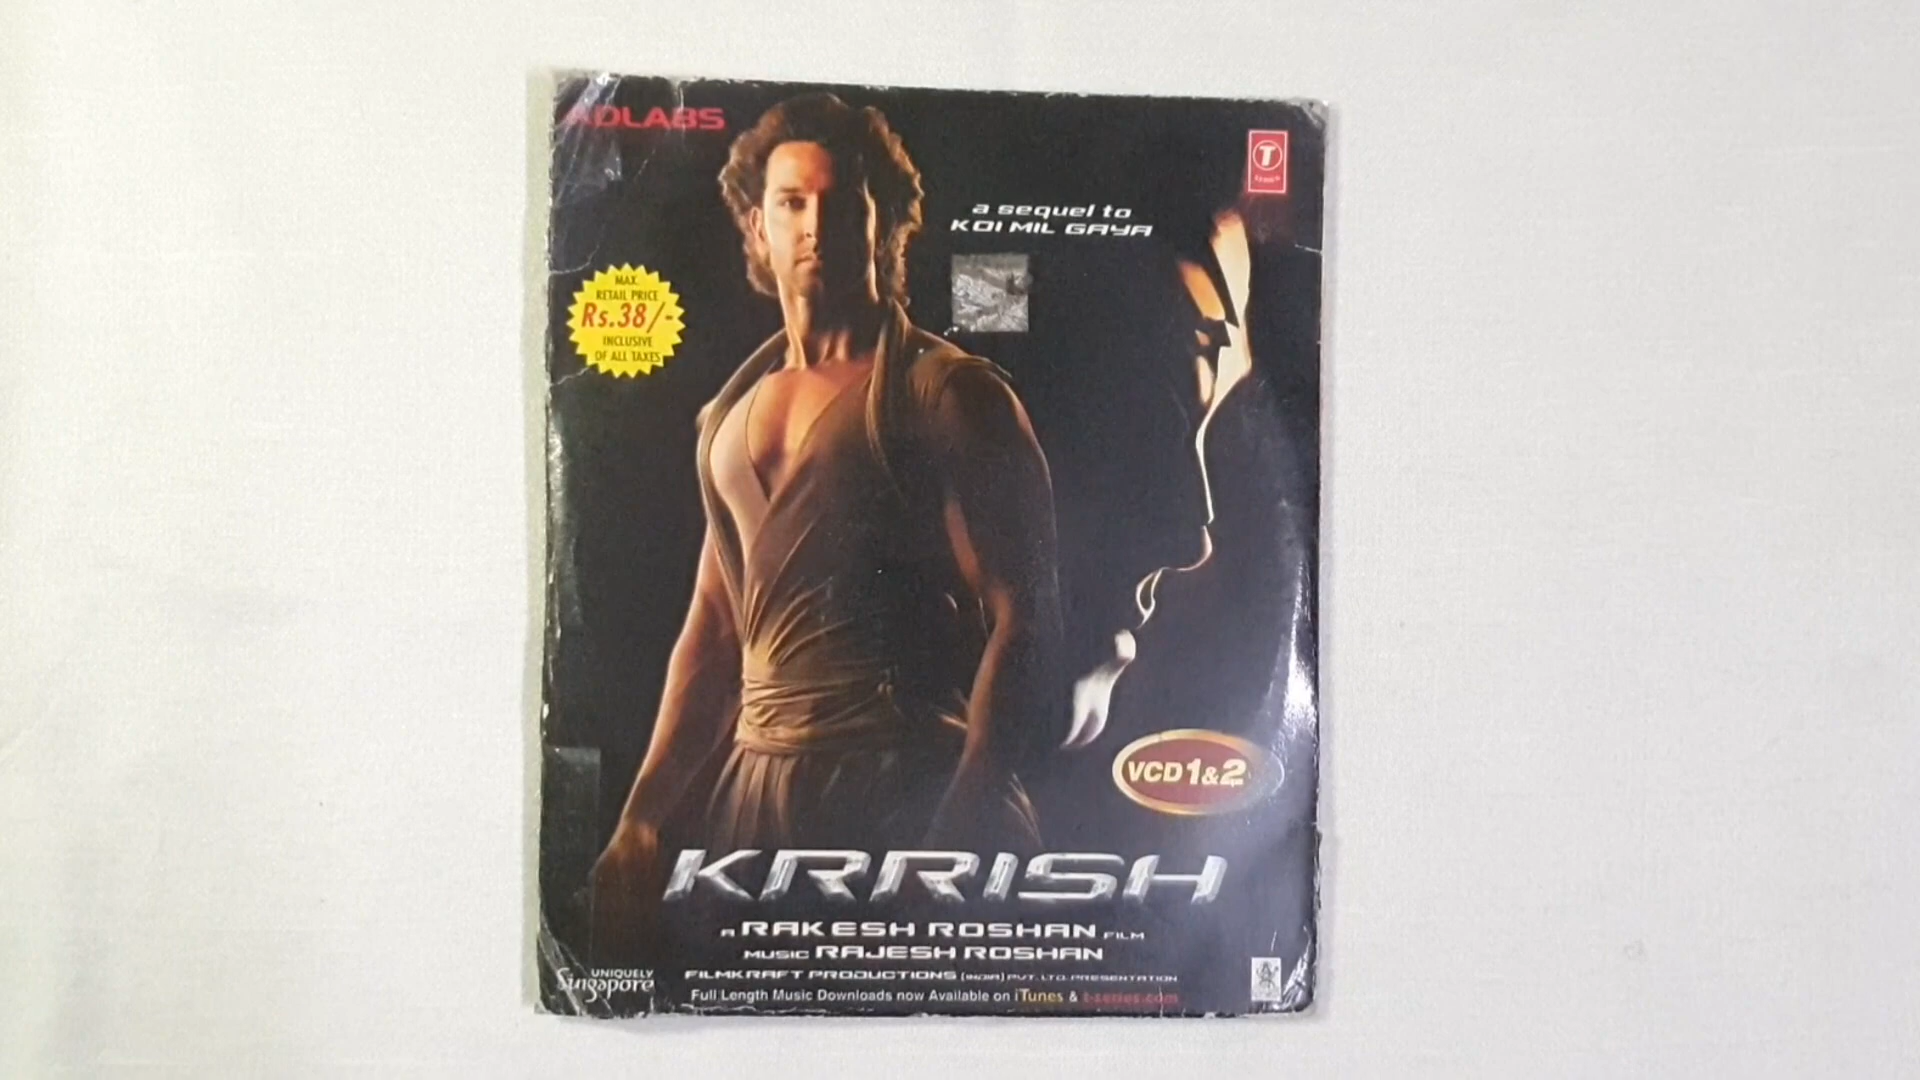 ADLABS
T
SERIES
a sequel to
KOI MIL GAYA
MAX.
RETAIL PRICE
Rs.38/-
INCLUSIVE
OF ALL TAXES
VCD 1&2
KRRISH
A RAKESH ROSHAN FILM
MUSIC RAJESH ROSHAN
FILMKRAFT PRODUCTIONS (INDIA) PVT. LTD. PRESENTATION
UNIQUELY
Singapore
Full Length Music Downloads now Available on iTunes & t-series.com